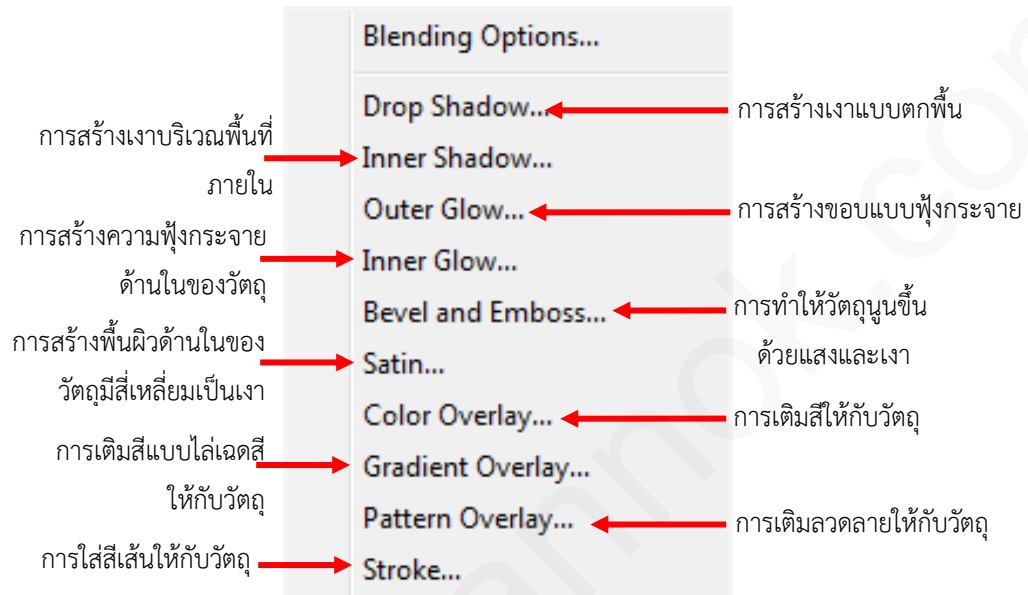 Blending Options...
Drop Shadow...
การสร้างเงาแบบตกพื้น
การสร้างเงาบริเวณพื้นที่
ภายใน
Inner Shadow...
Outer Glow...
การสร้างขอบแบบฟุ้งกระจาย
การสร้างความฟุ้งกระจาย
ด้านในของวัตถุ
Inner Glow...
Bevel and Emboss...
การทำให้วัตถุนูนขึ้น
ด้วยแสงและเงา
การสร้างพื้นผิวด้านในของ
วัตถุมีสี่เหลี่ยมเป็นเงา
Satin...
Color Overlay...
การเติมสีให้กับวัตถุ
การเติมสีแบบไล่เฉดสี
ให้กับวัตถุ
Gradient Overlay...
Pattern Overlay...
การเติมลวดลายให้กับวัตถุ
การใส่สีเส้นให้กับวัตถุ
Stroke...